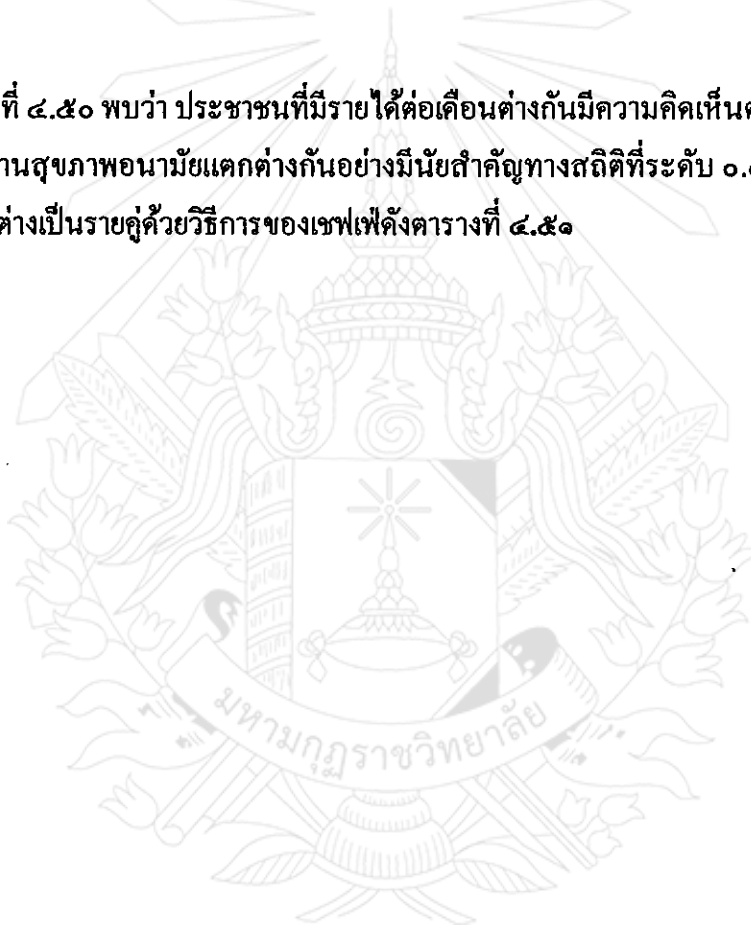 ที่ ๔.๕๐ พบว่า ประชาชนที่มีรายได้ต่อเดือนต่างกันมีความคิดเห็น
านสุขภาพอนามัยแตกต่างกันอย่างมีนัยสำคัญทางสถิติที่ระดับ ๐.
ต่างเป็นรายคู่ด้วยวิธีการของเชฟเฟ่ดังตารางที่ ๔.๕๑
มหามกุฏราชวิทยาลัย